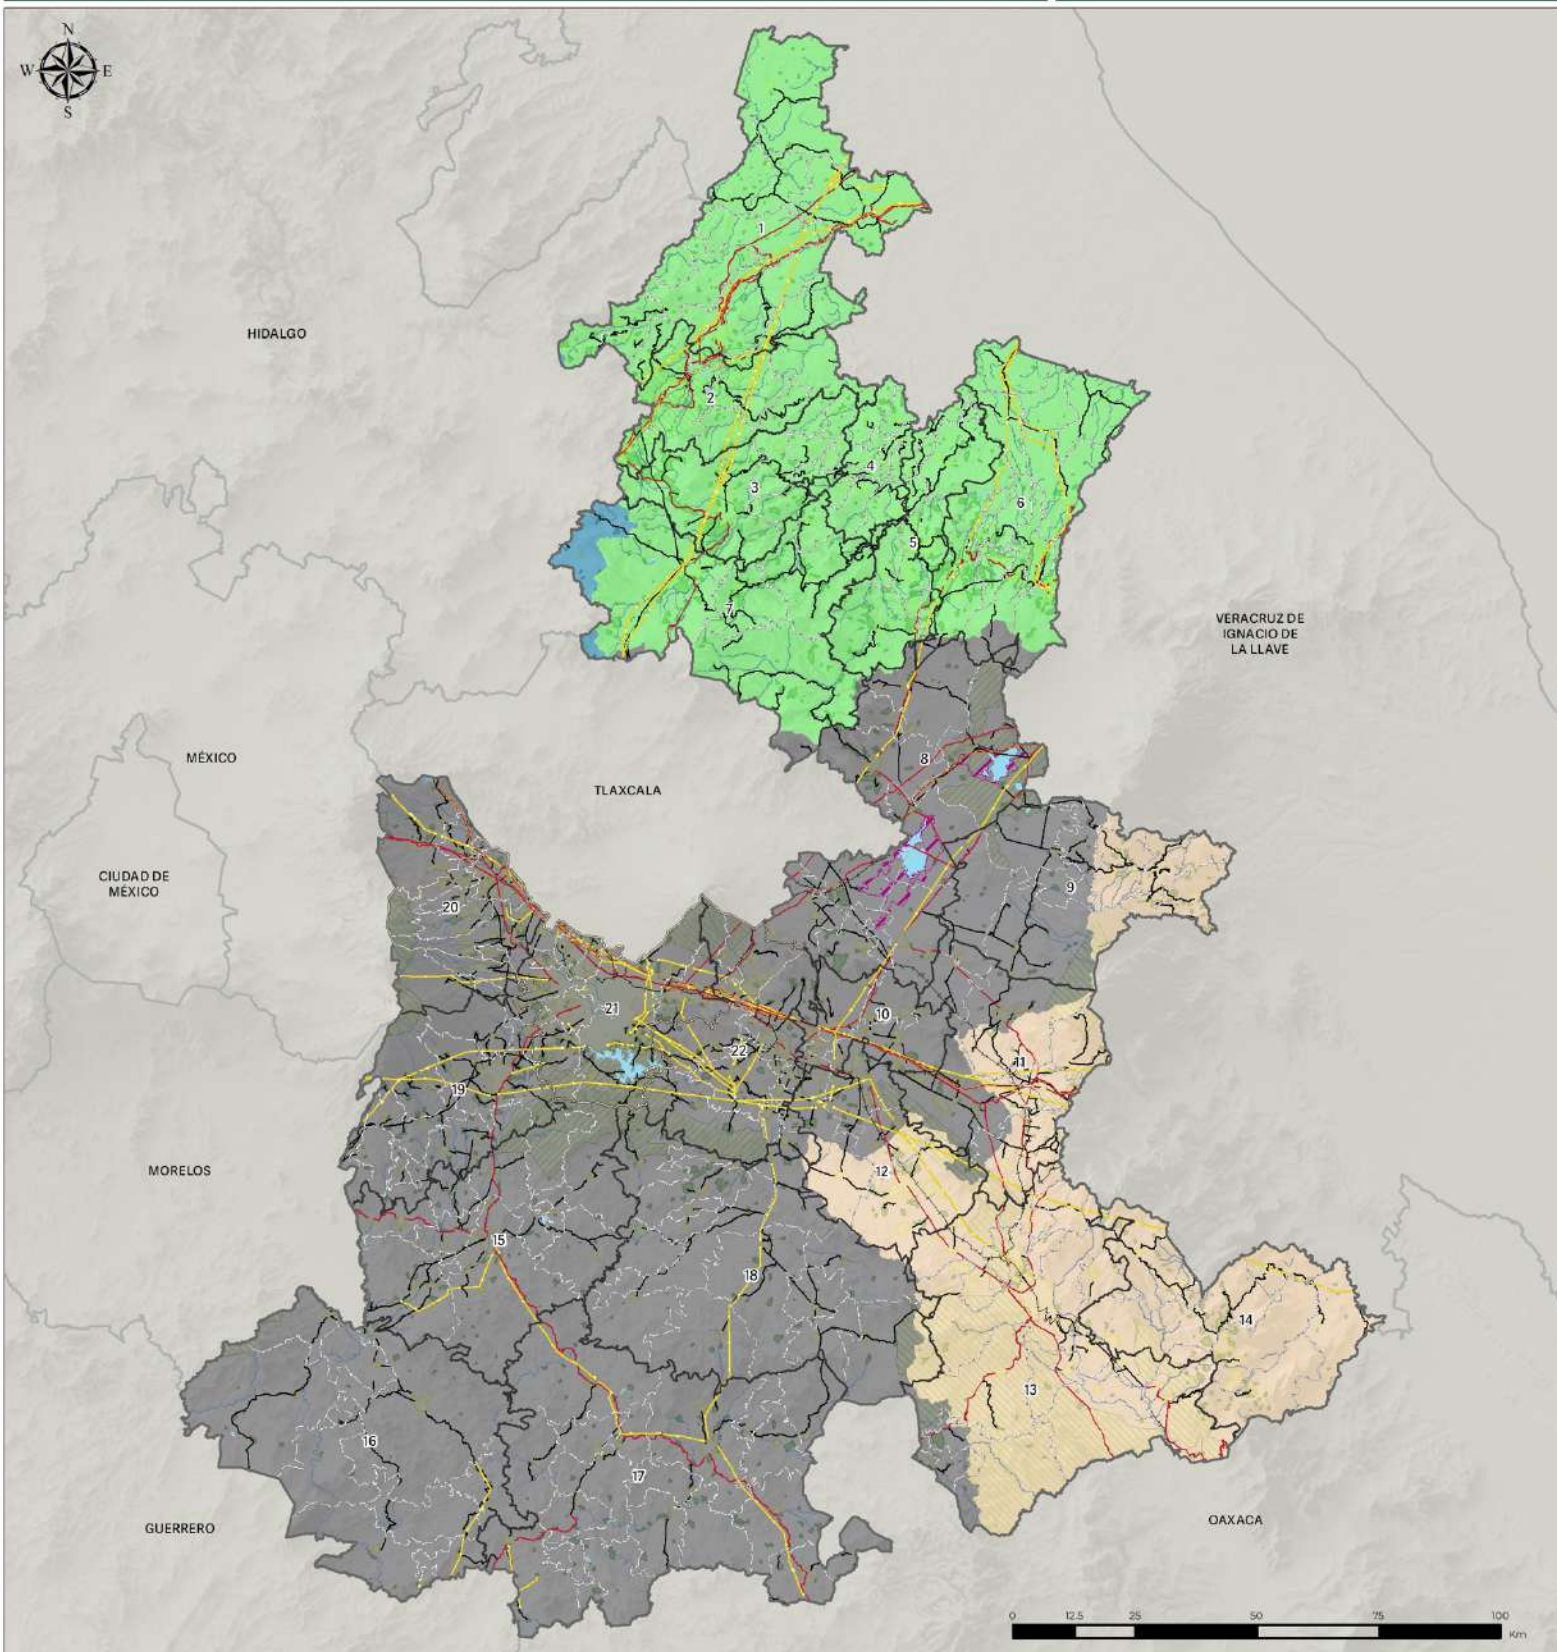 N
W E
S
1
HIDALGO
2
4
3
6
5
7
VERACRUZ DE
IGNACIO DE
LA LLAVE
MÉXICO
8
TLAXCALA
CIUDAD DE
MÉXICO
9
20
21
10
22
11
19
MORELOS
12
15
18
14
13
16
17
GUERRERO
OAXACA
0 12.5 25 50 75 100
Km